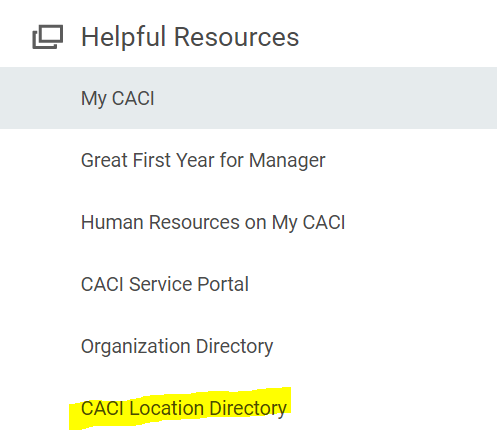 Helpful Resources
My CACI
Great First Year for Manager
Human Resources on My CACI
CACI Service Portal
Organization Directory
CACI Location Directory